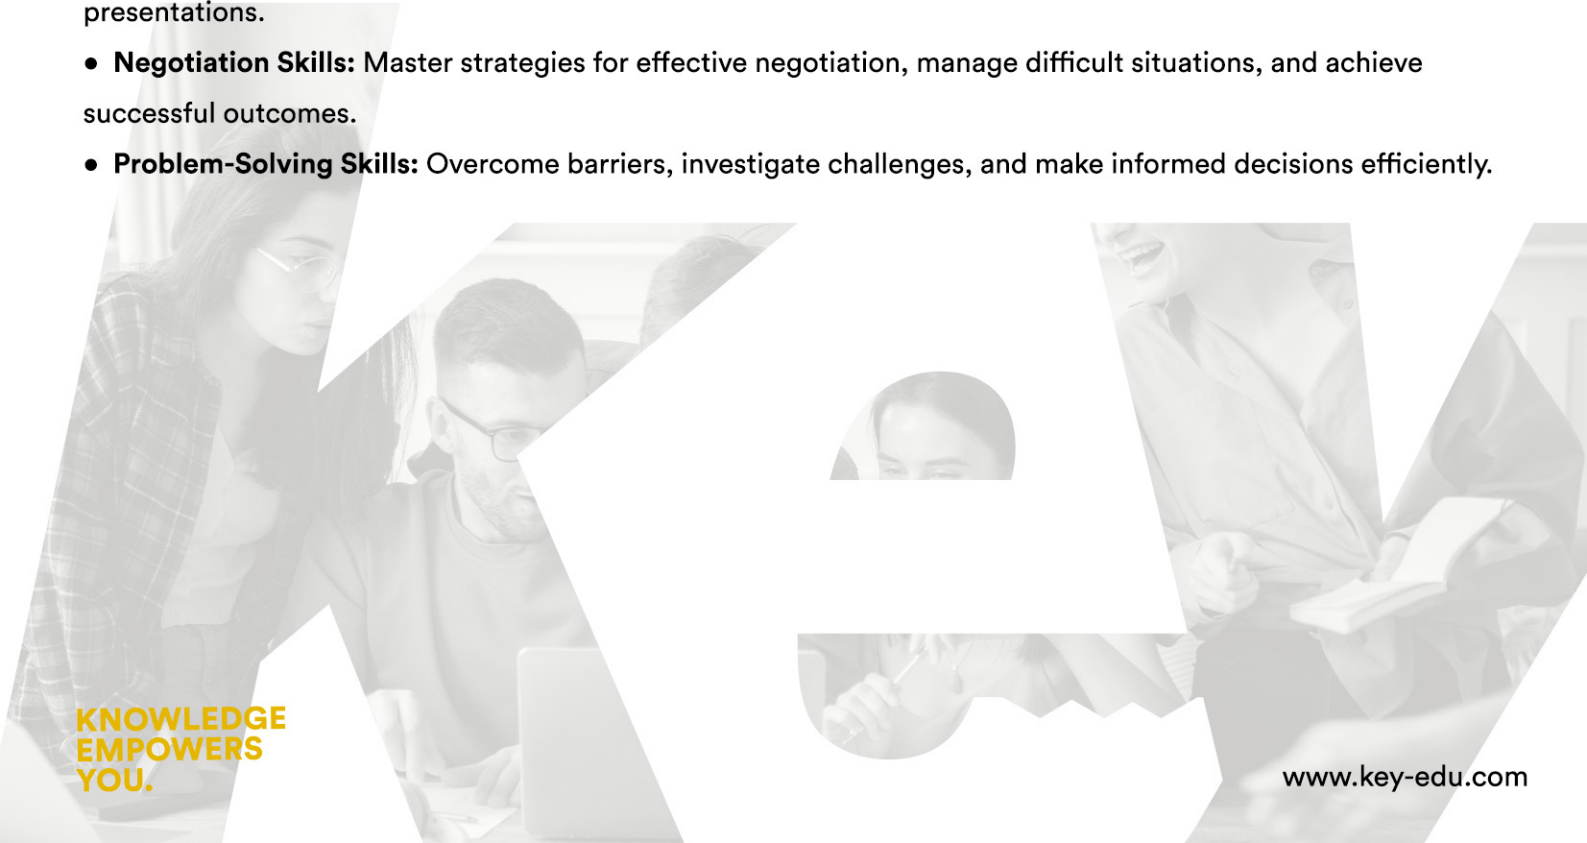 presentations.
● Negotiation Skills: Master strategies for effective negotiation, manage difficult situations, and achieve
successful outcomes.
● Problem-Solving Skills: Overcome barriers, investigate challenges, and make informed decisions efficiently.
key
KNOWLEDGE
EMPOWERS
YOU.
www.key-edu.com